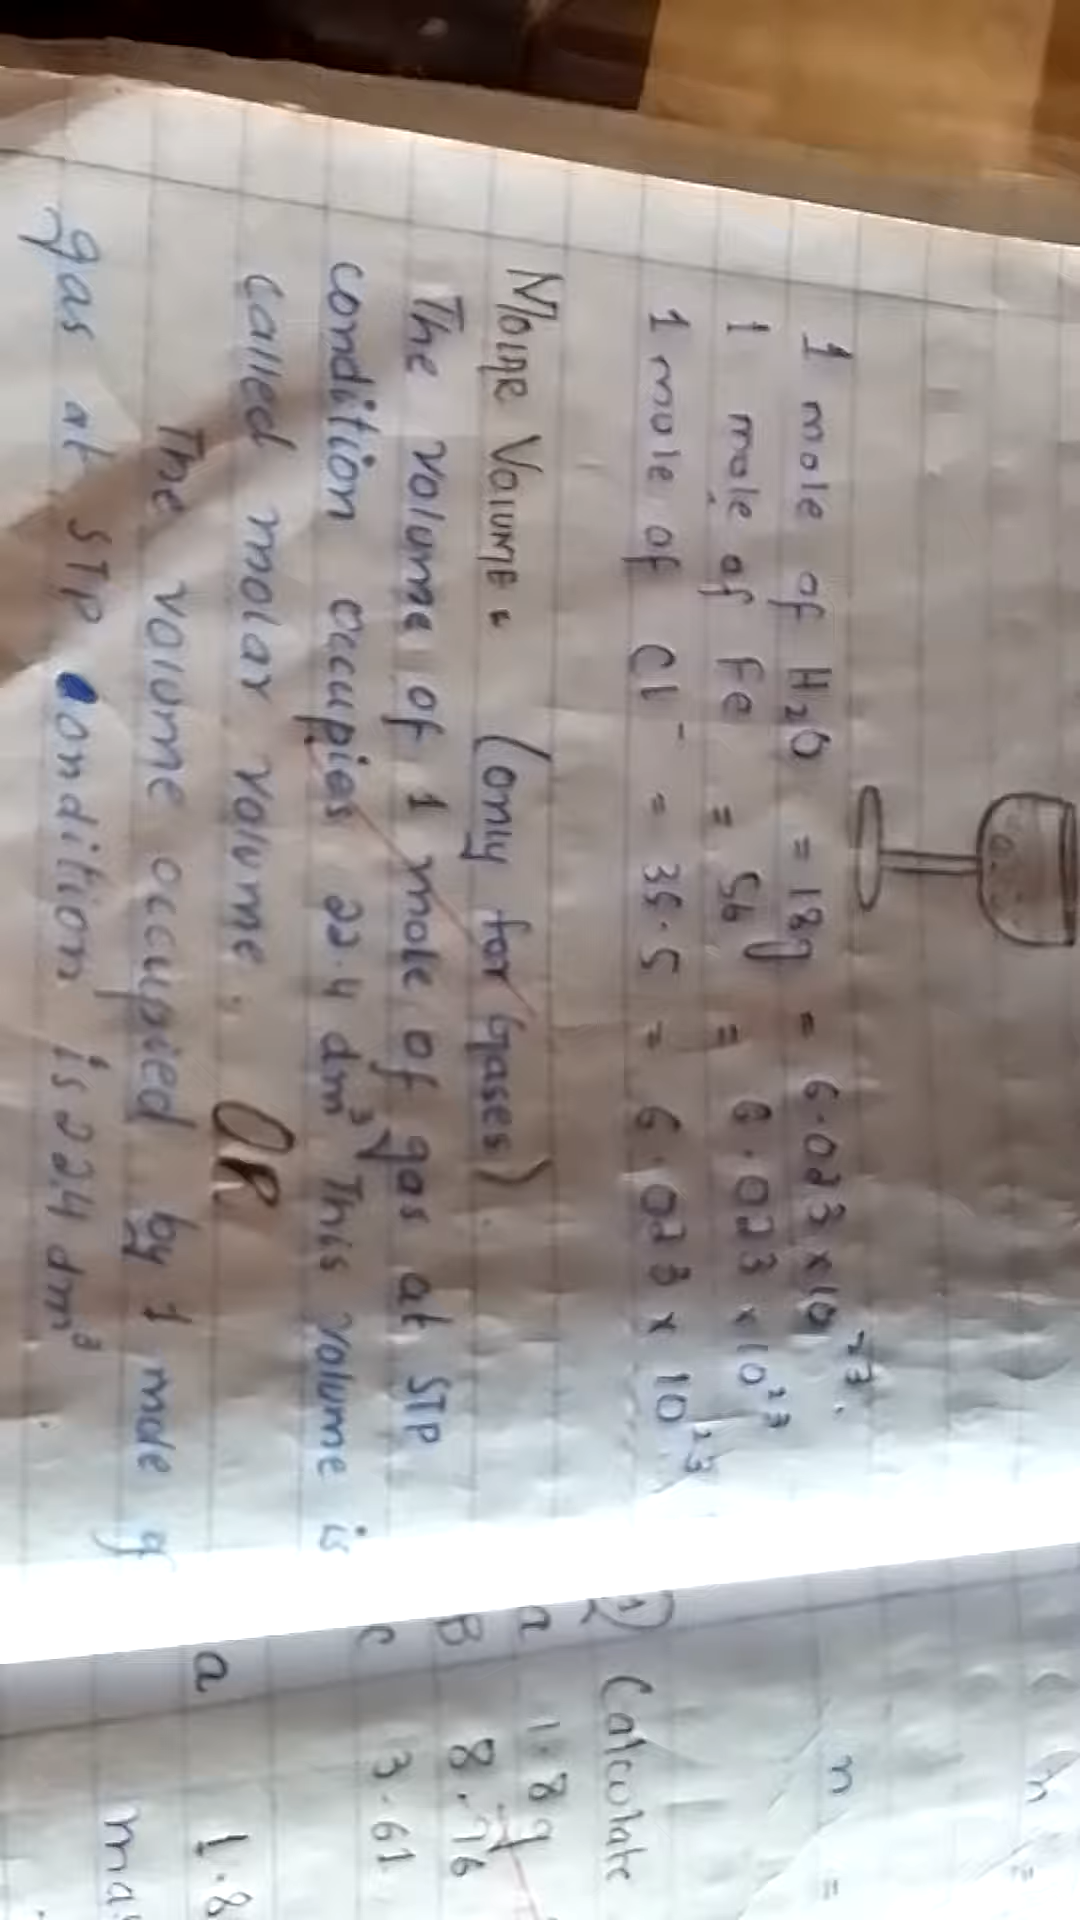 1 mole of H₂O = 18g = 6.023 x 10²³.
1 mole of Fe = 56 = 6.023 x 10²³
1 mole of Cl⁻ = 35.5 = 6.023 x 10²³
Molar Volume: (only for Gases).
The volume of 1 mole of gas at STP
condition occupies 22.4 dm³. This volume is
Called molar volume. OR
The volume occupied by 1 mole of
gas at STP condition is 22.4 dm³
n =
n =
1) Calculate
a 1.8g
B 8.76
c 3.61
a 1.8